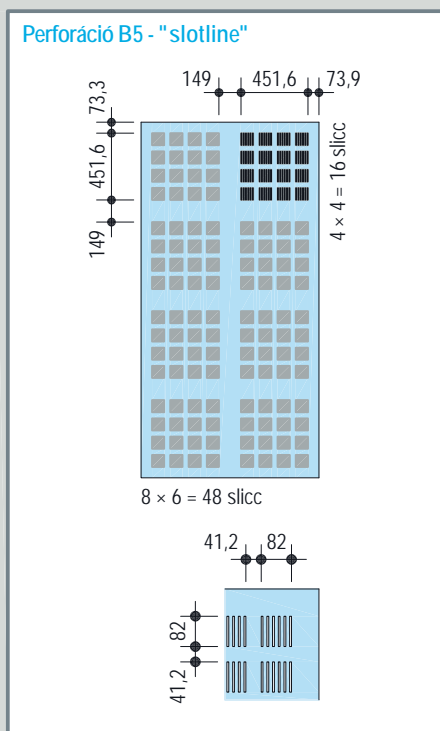 Perforáció B5 - "slotline"
149 451,6 73,9
73,3
451,6
149
4 × 4 = 16 slicc
8 × 6 = 48 slicc
41,2 82
82
41,2